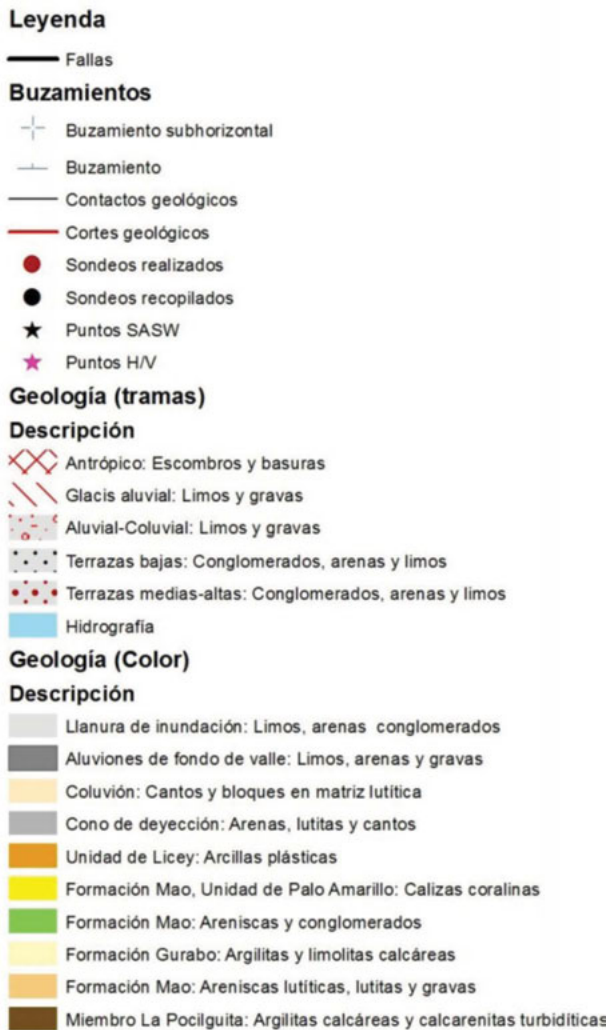 Leyenda
Fallas
Buzamientos
Buzamiento subhorizontal
Buzamiento
Contactos geológicos
Cortes geológicos
Sondeos realizados
Sondeos recopilados
Puntos SASW
Puntos H/V
Geología (tramas)
Descripción
Antrópico: Escombros y basuras
Glacis aluvial: Limos y gravas
Aluvial-Coluvial: Limos y gravas
Terrazas bajas: Conglomerados, arenas y limos
Terrazas medias-altas: Conglomerados, arenas y limos
Hidrografía
Geología (Color)
Descripción
Llanura de inundación: Limos, arenas conglomerados
Aluviones de fondo de valle: Limos, arenas y gravas
Coluvión: Cantos y bloques en matriz lutítica
Cono de deyección: Arenas, lutitas y cantos
Unidad de Licey: Arcillas plásticas
Formación Mao, Unidad de Palo Amarillo: Calizas coralinas
Formación Mao: Areniscas y conglomerados
Formación Gurabo: Argilitas y limolitas calcáreas
Formación Mao: Areniscas lutíticas, lutitas y gravas
Miembro La Pocilguita: Argilitas calcáreas y calcarenitas turbidíticas